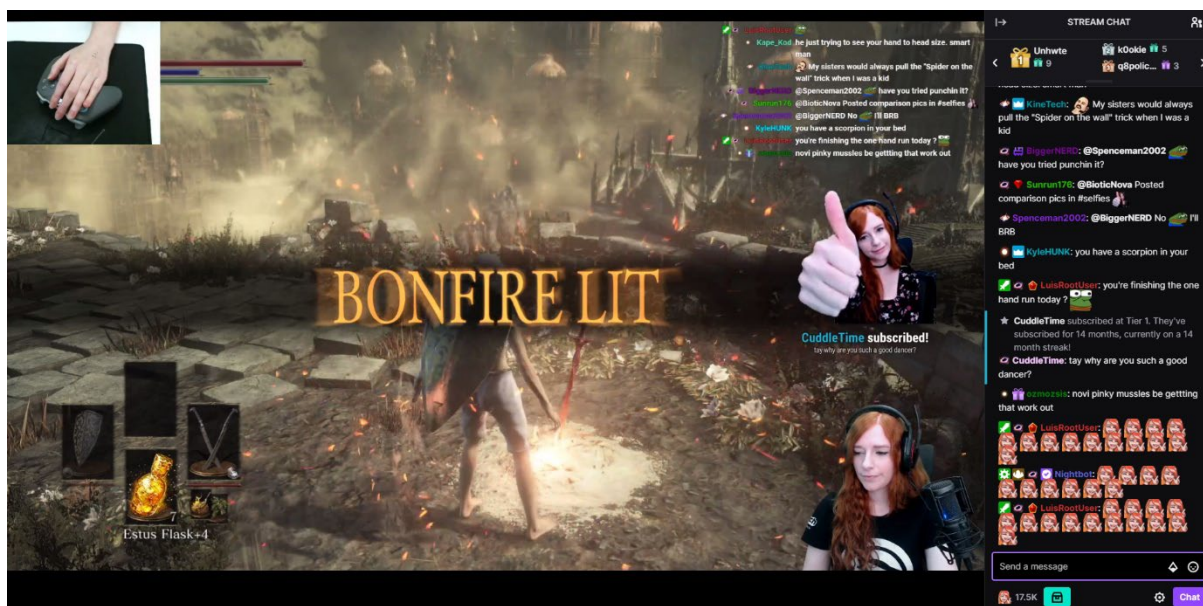 Kape_Kod he just trying to see your hand to head size. smart
man
My sisters would always pull the "Spider on the
wall" trick when I was a kid
BiggerNERD @Spenceman2002 have you tried punchin it?
Sunrun176 @BioticNova Posted comparison pics in #selfies
Spenceman2002 @BiggerNERD No I'll BRB
KyleHUNK you have a scorpion in your bed
LuisRootUser you're finishing the one hand run today ?
ozmozsis novi pinky mussles be gettting that work out
BONFIRE LIT
CuddleTime subscribed!
tay why are you such a good dancer?
7
Estus Flask+4
STREAM CHAT
1 Unhwte
9
k0okie 5
q8polic... 3
KineTech: My sisters would always
pull the "Spider on the wall" trick when I was a
kid
BiggerNERD: @Spenceman2002
have you tried punchin it?
Sunrun176: @BioticNova Posted
comparison pics in #selfies
Spenceman2002: @BiggerNERD No I'll
BRB
KyleHUNK: you have a scorpion in your
bed
LuisRootUser: you're finishing the one
hand run today ?
CuddleTime subscribed at Tier 1. They've
subscribed for 14 months, currently on a 14
month streak!
CuddleTime: tay why are you such a good
dancer?
ozmozsis: novi pinky mussles be gettting
that work out
LuisRootUser:
Nightbot:
LuisRootUser:
Send a message
17.5K
Chat